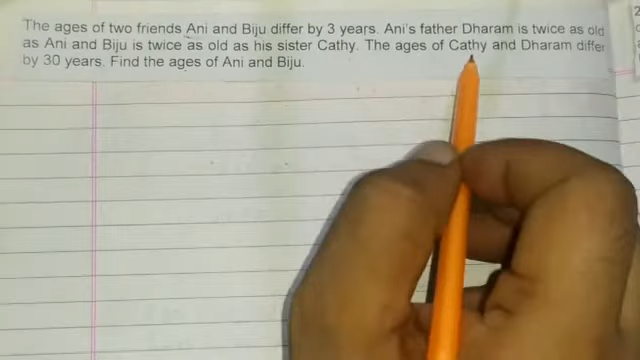 The ages of two friends Ani and Biju differ by 3 years. Ani's father Dharam is twice as old
as Ani and Biju is twice as old as his sister Cathy. The ages of Cathy and Dharam differ
by 30 years. Find the ages of Ani and Biju.